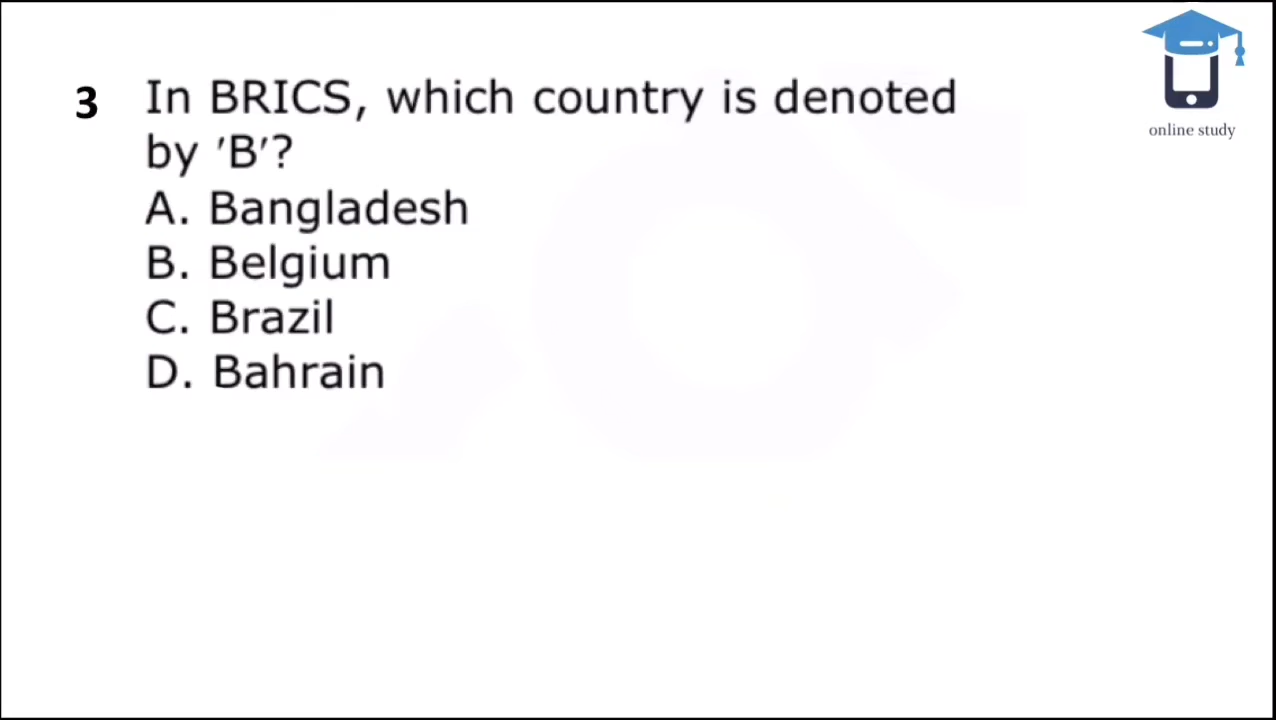 3 In BRICS, which country is denoted
by 'B'?
A. Bangladesh
B. Belgium
C. Brazil
D. Bahrain
online study